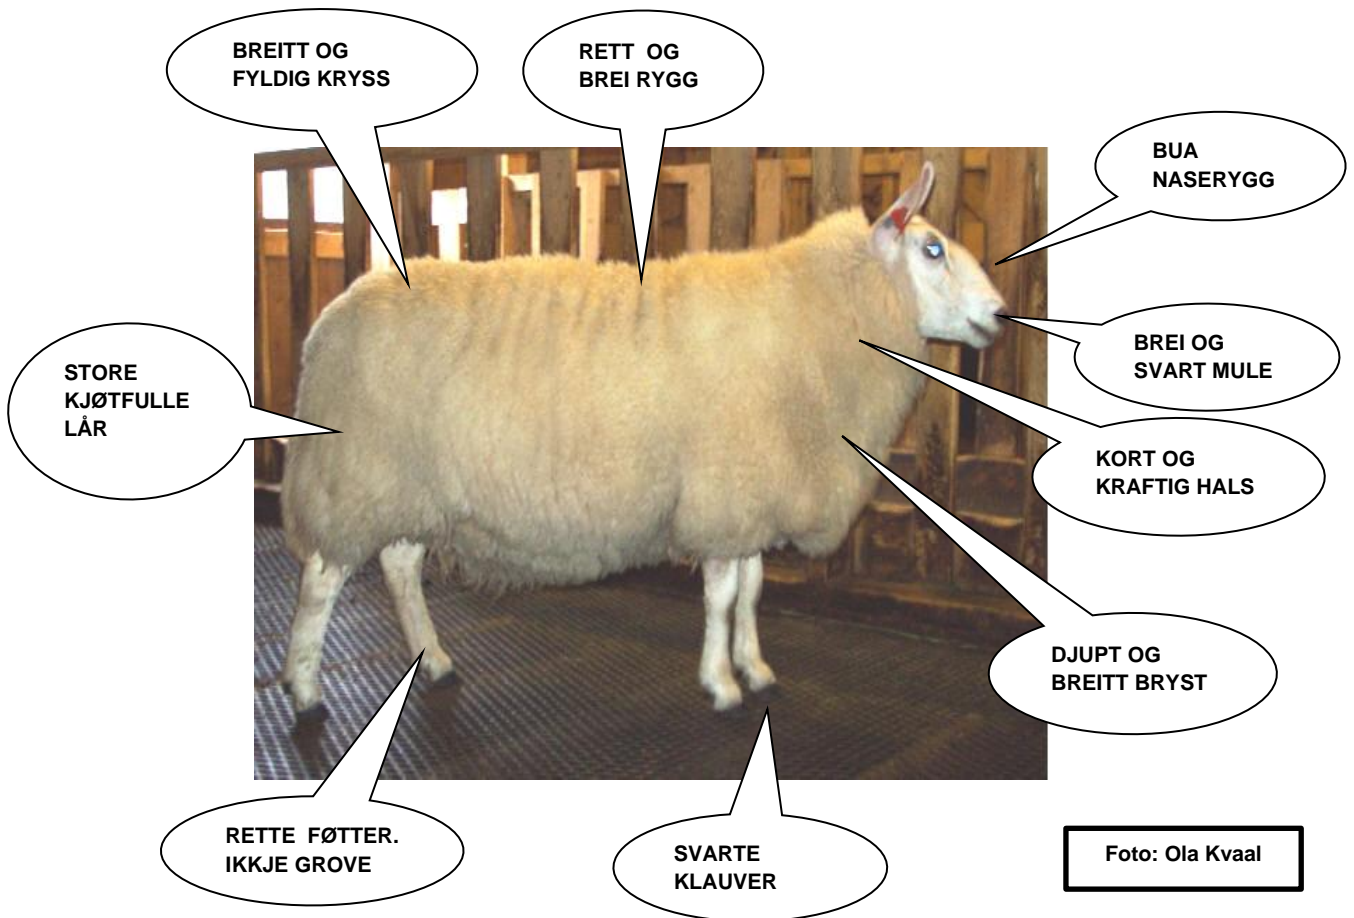 BREITT OG
FYLDIG KRYSS
RETT OG
BREI RYGG
BUA
NASERYGG
BREI OG
SVART MULE
STORE
KJØTFULLE
LÅR
KORT OG
KRAFTIG HALS
DJUPT OG
BREITT BRYST
RETTE FØTTER.
IKKJE GROVE
SVARTE
KLAUVER
Foto: Ola Kvaal